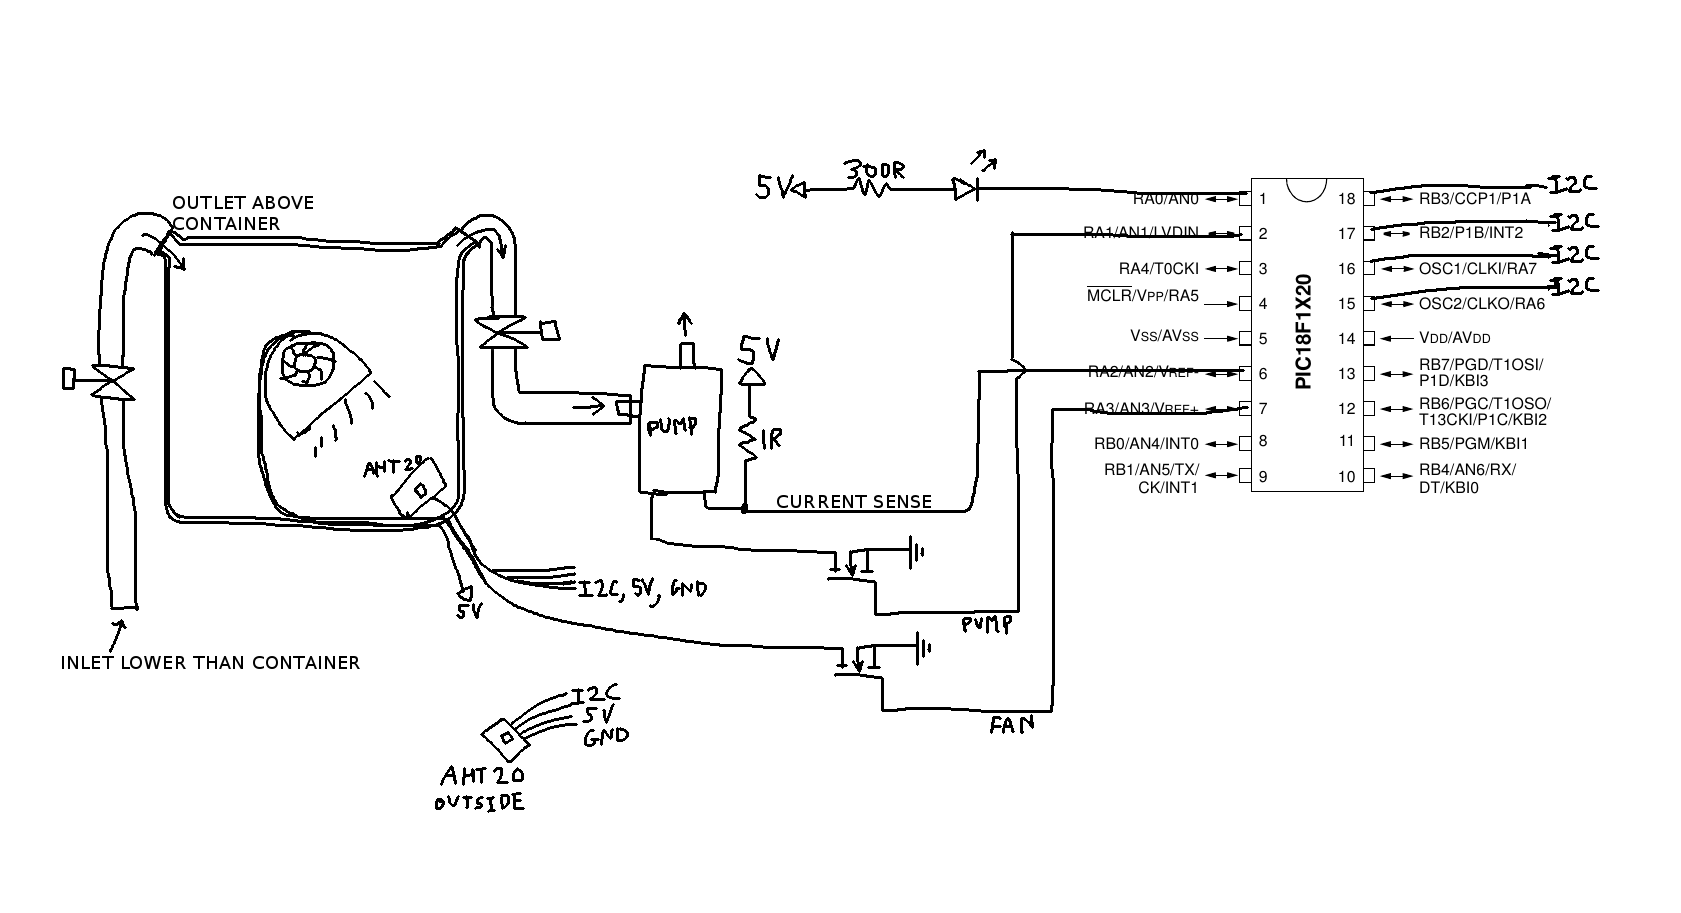 OUTLET ABOVE
CONTAINER
INLET LOWER THAN CONTAINER
AHT20
5V
I2C, 5V, GND
I2C
5V
GND
AHT20
OUTSIDE
PUMP
5V
1R
CURRENT SENSE
PUMP
FAN
5V
300R
RA0/AN0
RA1/AN1/LVDIN
RA4/T0CKI
MCLR/VPP/RA5
VSS/AVSS
RA2/AN2/VREF-
RA3/AN3/VREF+
RB0/AN4/INT0
RB1/AN5/TX/
CK/INT1
1
2
3
4
5
6
7
8
9
PIC18F1X20
18
17
16
15
14
13
12
11
10
RB3/CCP1/P1A
RB2/P1B/INT2
OSC1/CLKI/RA7
OSC2/CLKO/RA6
VDD/AVDD
RB7/PGD/T1OSI/
P1D/KBI3
RB6/PGC/T1OSO/
T13CKI/P1C/KBI2
RB5/PGM/KBI1
RB4/AN6/RX/
DT/KBI0
I2C
I2C
I2C
I2C